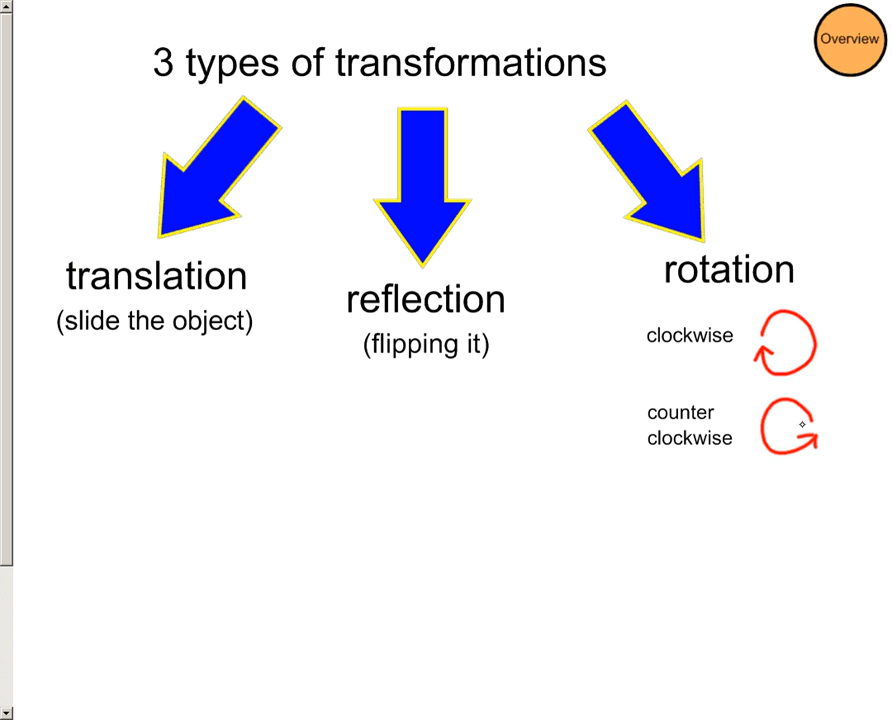 Overview
3 types of transformations
translation
(slide the object)
reflection
(flipping it)
rotation
clockwise
counter
clockwise